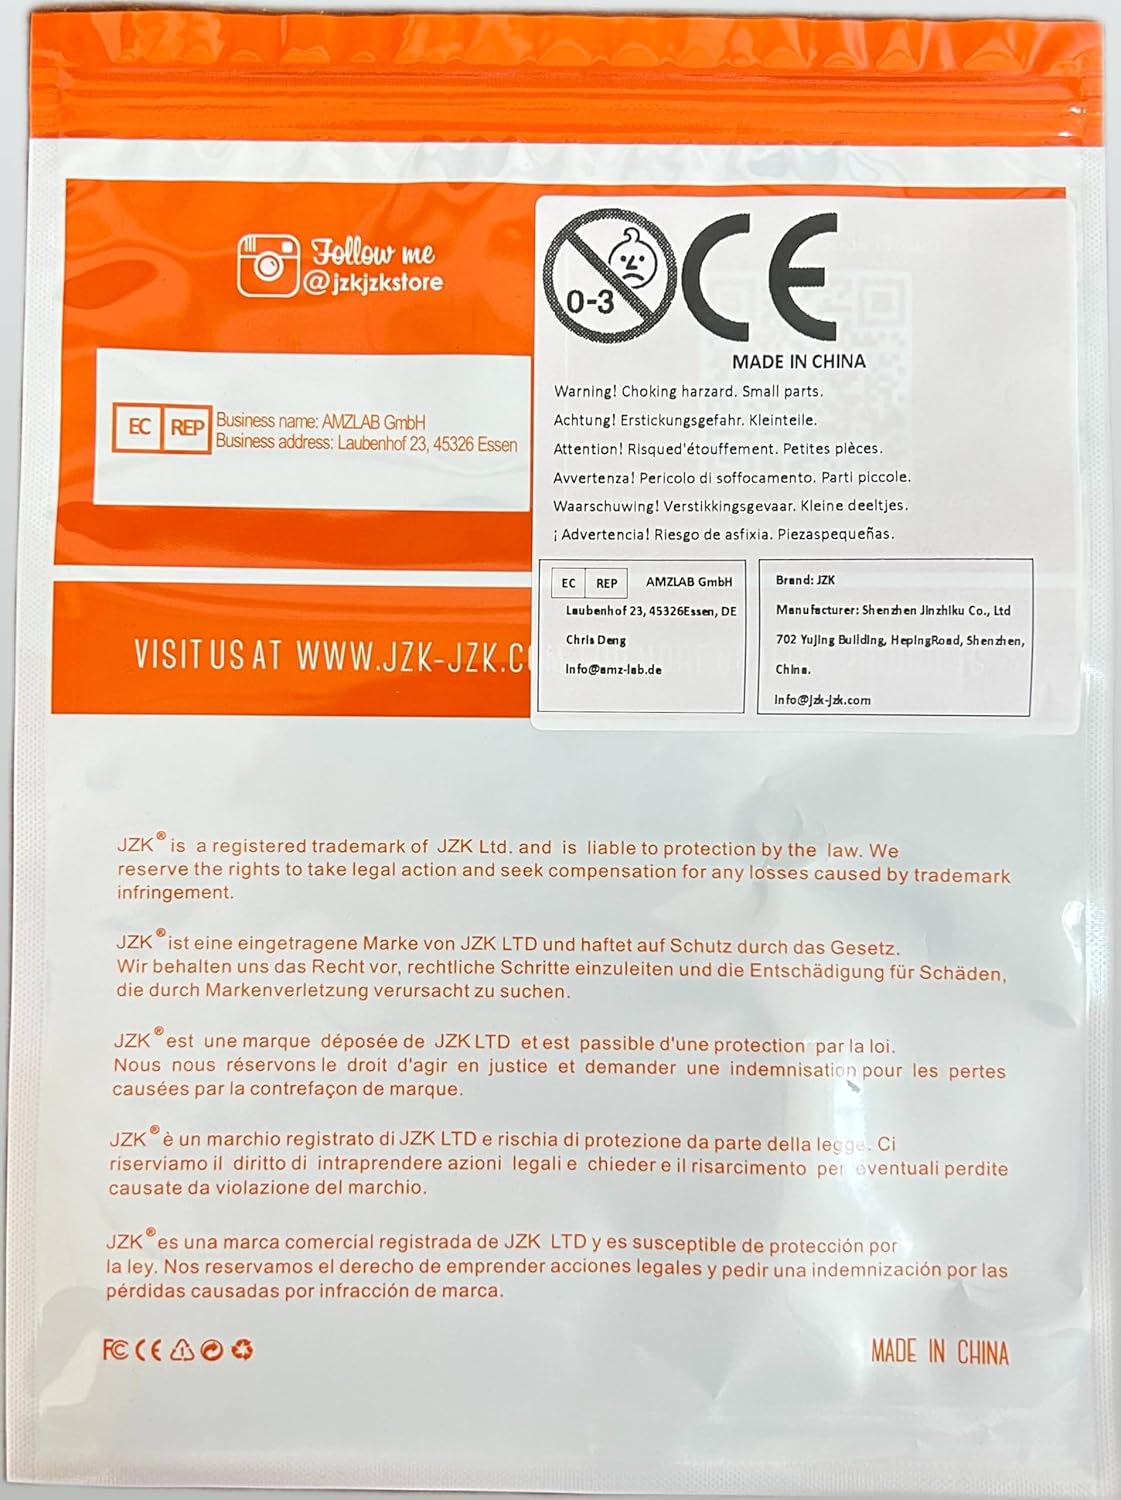 Follow me
@jzkjzkstore
EC REP
Business name: AMZLAB GmbH
Business address: Laubenhof 23, 45326 Essen
VISIT US AT WWW.JZK-JZK.C
0-3
CE
MADE IN CHINA
Warning! Choking harzard. Small parts.
Achtung! Erstickungsgefahr. Kleinteile.
Attention! Risqued'étouffement. Petites pièces.
Avvertenza! Pericolo di soffocamento. Parti piccole.
Waarschuwing! Verstikkingsgevaar. Kleine deeltjes.
¡ Advertencia! Riesgo de asfixia. Piezaspequeñas.
EC REP AMZLAB GmbH
Laubenhof 23, 45326Essen, DE
Chris Deng
Info@amz-lab.de
Brand: JZK
Manufacturer: Shenzhen Jinzhiku Co., Ltd
702 Yujing Building, HepingRoad, Shenzhen,
China.
Info@jzk-jzk.com
JZK® is a registered trademark of JZK Ltd. and is liable to protection by the law. We
reserve the rights to take legal action and seek compensation for any losses caused by trademark
infringement.
JZK® ist eine eingetragene Marke von JZK LTD und haftet auf Schutz durch das Gesetz.
Wir behalten uns das Recht vor, rechtliche Schritte einzuleiten und die Entschädigung für Schäden,
die durch Markenverletzung verursacht zu suchen.
JZK® est une marque déposée de JZK LTD et est passible d'une protection par la loi.
Nous nous réservons le droit d'agir en justice et demander une indemnisation pour les pertes
causées par la contrefaçon de marque.
JZK® è un marchio registrato di JZK LTD e rischia di protezione da parte della legge. Ci
riserviamo il diritto di intraprendere azioni legali e chiedere il risarcimento per eventuali perdite
causate da violazione del marchio.
JZK® es una marca comercial registrada de JZK LTD y es susceptible de protección por
la ley. Nos reservamos el derecho de emprender acciones legales y pedir una indemnización por las
pérdidas causadas por infracción de marca.
FC CE
MADE IN CHINA